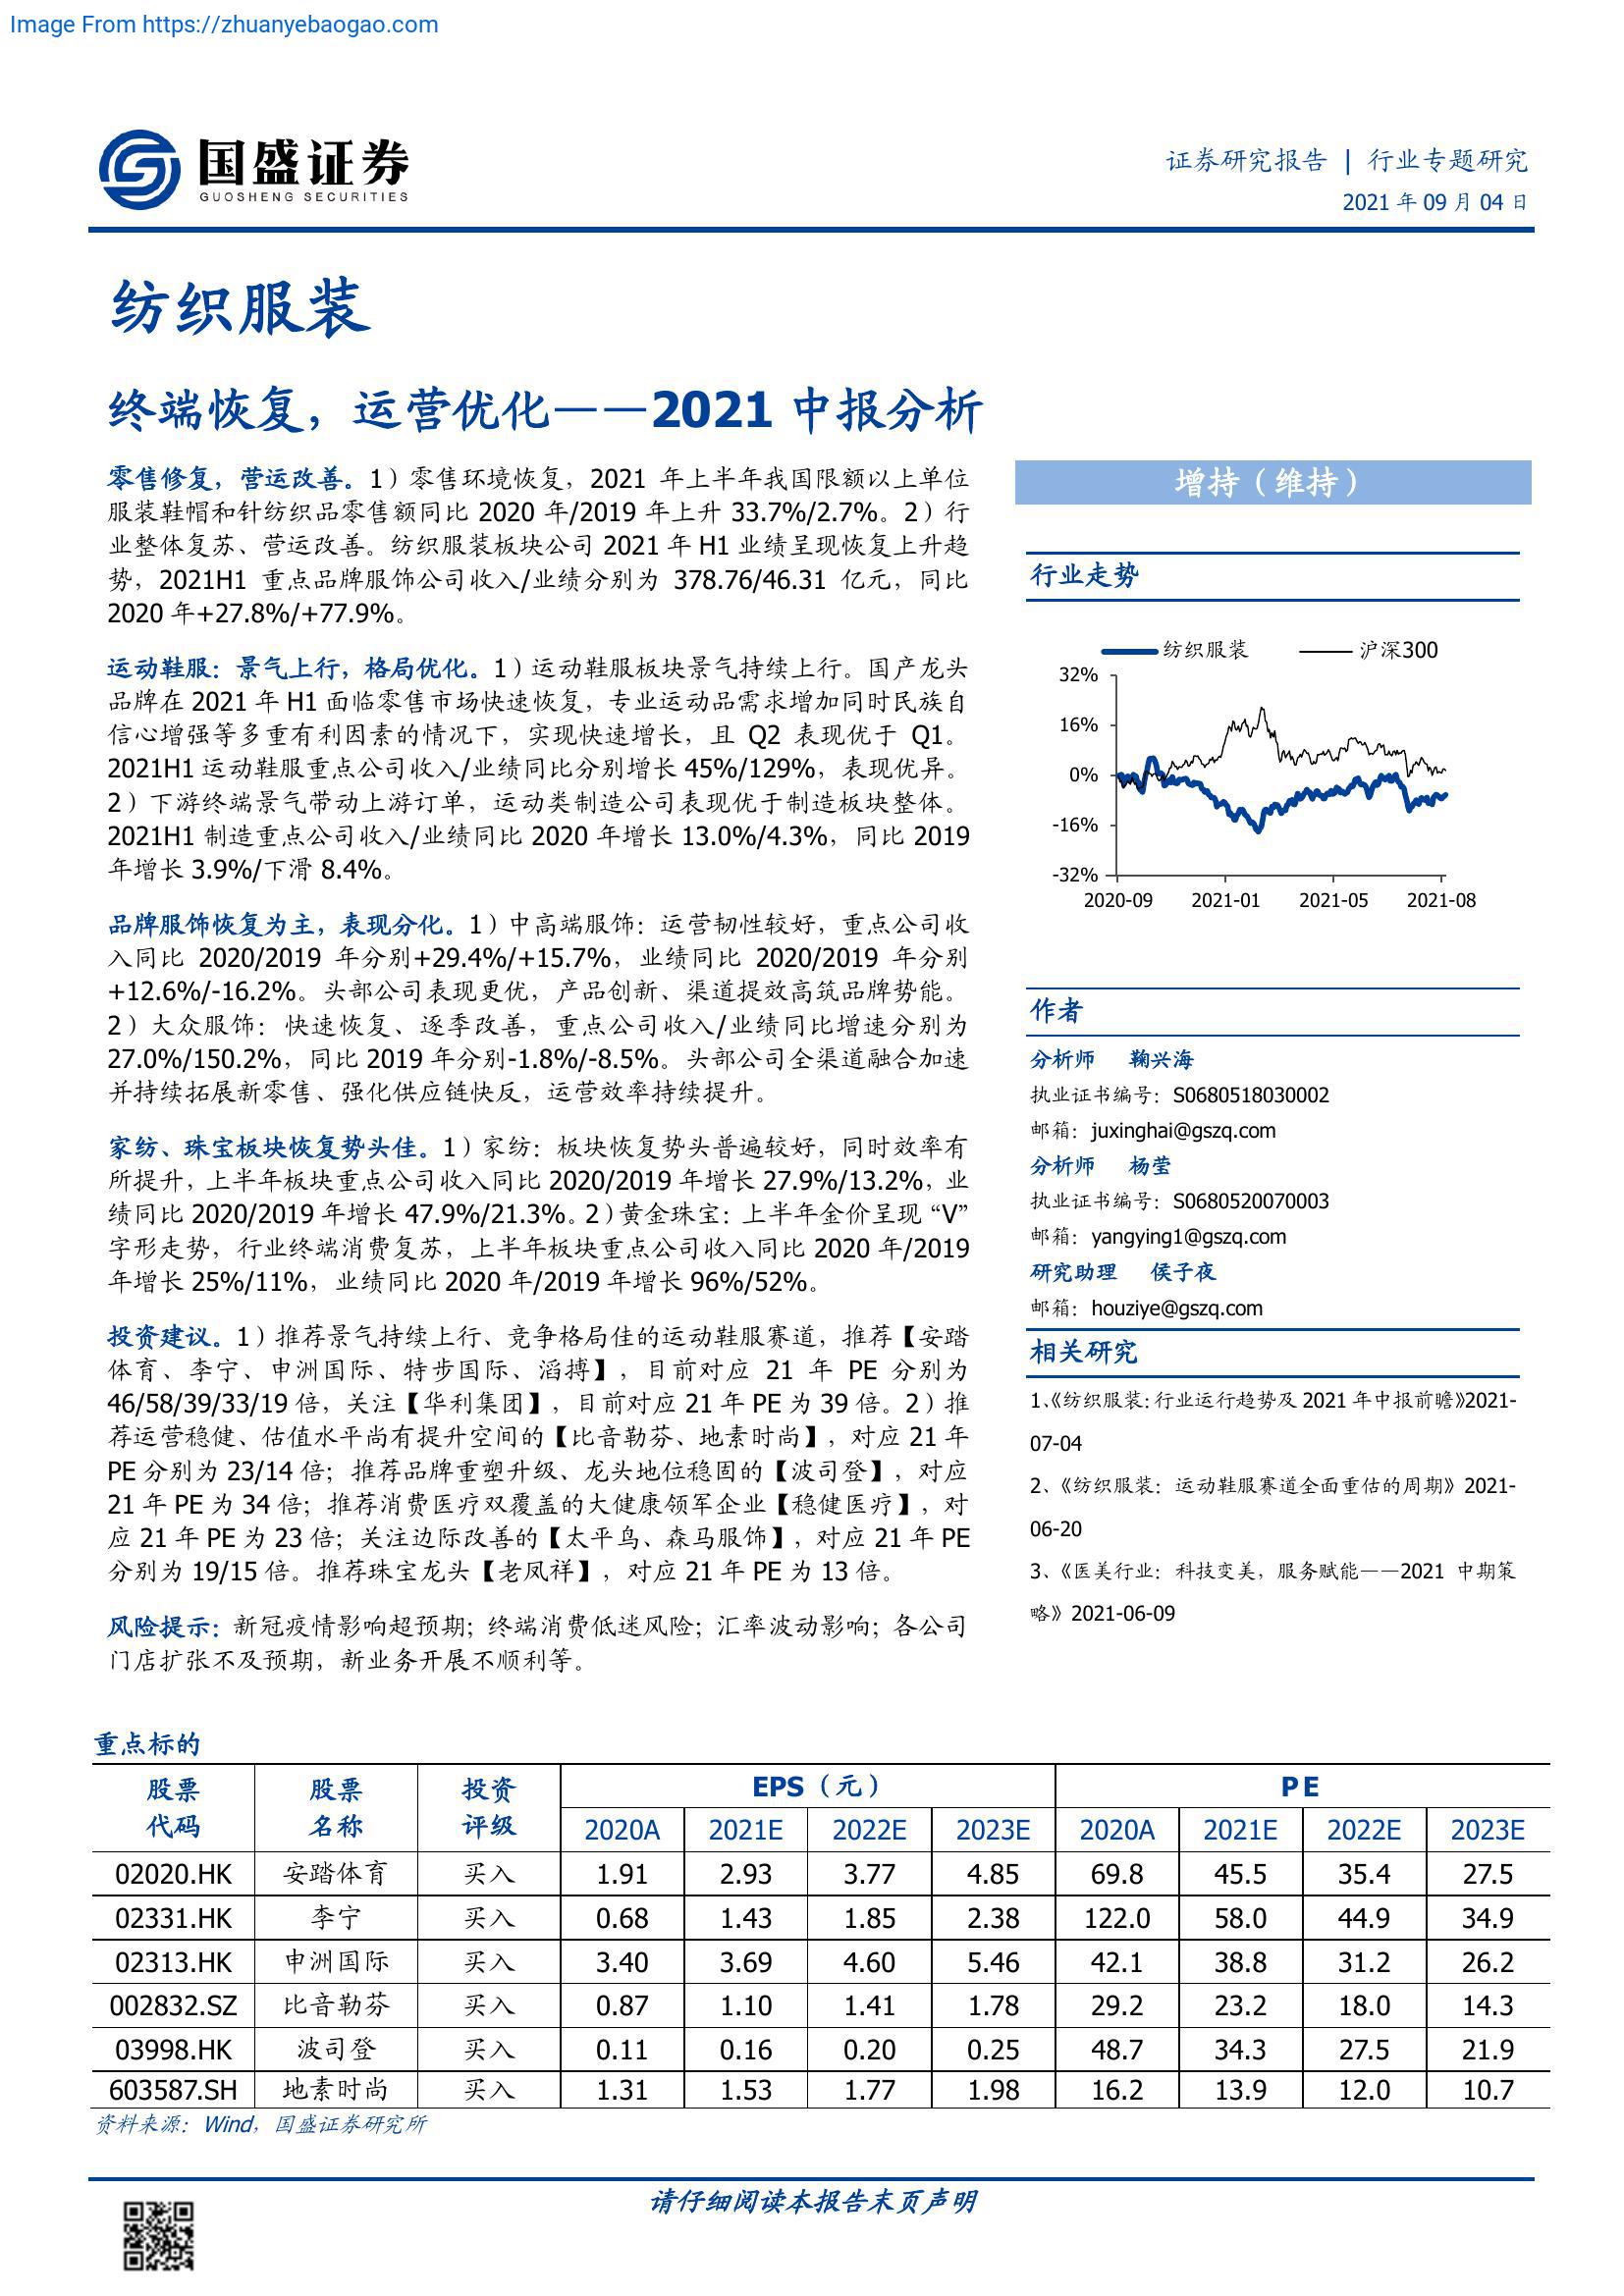 Image From https://zhuanyebaogao.com
国盛证券
GUOSHENG SECURITIES
证券研究报告 | 行业专题研究
2021 年 09 月 04 日
纺织服装
终端恢复，运营优化——2021 中报分析
零售修复，营运改善。1）零售环境恢复，2021 年上半年我国限额以上单位
服装鞋帽和针纺织品零售额同比 2020 年/2019 年上升 33.7%/2.7%。2）行
业整体复苏、营运改善。纺织服装板块公司 2021 年 H1 业绩呈现恢复上升趋
势，2021H1 重点品牌服饰公司收入/业绩分别为 378.76/46.31 亿元，同比
2020 年+27.8%/+77.9%。
运动鞋服：景气上行，格局优化。1）运动鞋服板块景气持续上行。国产龙头
品牌在 2021 年 H1 面临零售市场快速恢复，专业运动品需求增加同时民族自
信心增强等多重有利因素的情况下，实现快速增长，且 Q2 表现优于 Q1。
2021H1 运动鞋服重点公司收入/业绩同比分别增长 45%/129%，表现优异。
2）下游终端景气带动上游订单，运动类制造公司表现优于制造板块整体。
2021H1 制造重点公司收入/业绩同比 2020 年增长 13.0%/4.3%，同比 2019
年增长 3.9%/下滑 8.4%。
品牌服饰恢复为主，表现分化。1）中高端服饰：运营韧性较好，重点公司收
入同比 2020/2019 年分别+29.4%/+15.7%，业绩同比 2020/2019 年分别
+12.6%/-16.2%。头部公司表现更优，产品创新、渠道提效高筑品牌势能。
2）大众服饰：快速恢复、逐季改善，重点公司收入/业绩同比增速分别为
27.0%/150.2%，同比 2019 年分别-1.8%/-8.5%。头部公司全渠道融合加速
并持续拓展新零售、强化供应链快反，运营效率持续提升。
家纺、珠宝板块恢复势头佳。1）家纺：板块恢复势头普遍较好，同时效率有
所提升，上半年板块重点公司收入同比 2020/2019 年增长 27.9%/13.2%，业
绩同比 2020/2019 年增长 47.9%/21.3%。2）黄金珠宝：上半年金价呈现 “V”
字形走势，行业终端消费复苏，上半年板块重点公司收入同比 2020 年/2019
年增长 25%/11%，业绩同比 2020 年/2019 年增长 96%/52%。
投资建议。1）推荐景气持续上行、竞争格局佳的运动鞋服赛道，推荐【安踏
体育、李宁、申洲国际、特步国际、滔搏】，目前对应 21 年 PE 分别为
46/58/39/33/19 倍，关注【华利集团】，目前对应 21 年 PE 为 39 倍。2）推
荐运营稳健、估值水平尚有提升空间的【比音勒芬、地素时尚】，对应 21 年
PE 分别为 23/14 倍；推荐品牌重塑升级、龙头地位稳固的【波司登】，对应
21 年 PE 为 34 倍；推荐消费医疗双覆盖的大健康领军企业【稳健医疗】，对
应 21 年 PE 为 23 倍；关注边际改善的【太平鸟、森马服饰】，对应 21 年 PE
分别为 19/15 倍。推荐珠宝龙头【老凤祥】，对应 21 年 PE 为 13 倍。
风险提示：新冠疫情影响超预期；终端消费低迷风险；汇率波动影响；各公司
门店扩张不及预期，新业务开展不顺利等。
增持（维持）
行业走势
纺织服装 沪深300
32%
16%
0%
-16%
-32%
2020-09 2021-01 2021-05 2021-08
作者
分析师 鞠兴海
执业证书编号：S0680518030002
邮箱：juxinghai@gszq.com
分析师 杨莹
执业证书编号：S0680520070003
邮箱：yangying1@gszq.com
研究助理 侯子夜
邮箱：houziye@gszq.com
相关研究
1、《纺织服装：行业运行趋势及 2021 年中报前瞻》2021-
07-04
2、《纺织服装：运动鞋服赛道全面重估的周期》2021-
06-20
3、《医美行业：科技变美，服务赋能——2021 中期策
略》2021-06-09
重点标的
股票 股票 投资 EPS（元） PE
代码 名称 评级 2020A 2021E 2022E 2023E 2020A 2021E 2022E 2023E
02020.HK 安踏体育 买入 1.91 2.93 3.77 4.85 69.8 45.5 35.4 27.5
02331.HK 李宁 买入 0.68 1.43 1.85 2.38 122.0 58.0 44.9 34.9
02313.HK 申洲国际 买入 3.40 3.69 4.60 5.46 42.1 38.8 31.2 26.2
002832.SZ 比音勒芬 买入 0.87 1.10 1.41 1.78 29.2 23.2 18.0 14.3
03998.HK 波司登 买入 0.11 0.16 0.20 0.25 48.7 34.3 27.5 21.9
603587.SH 地素时尚 买入 1.31 1.53 1.77 1.98 16.2 13.9 12.0 10.7
资料来源：Wind，国盛证券研究所
请仔细阅读本报告末页声明